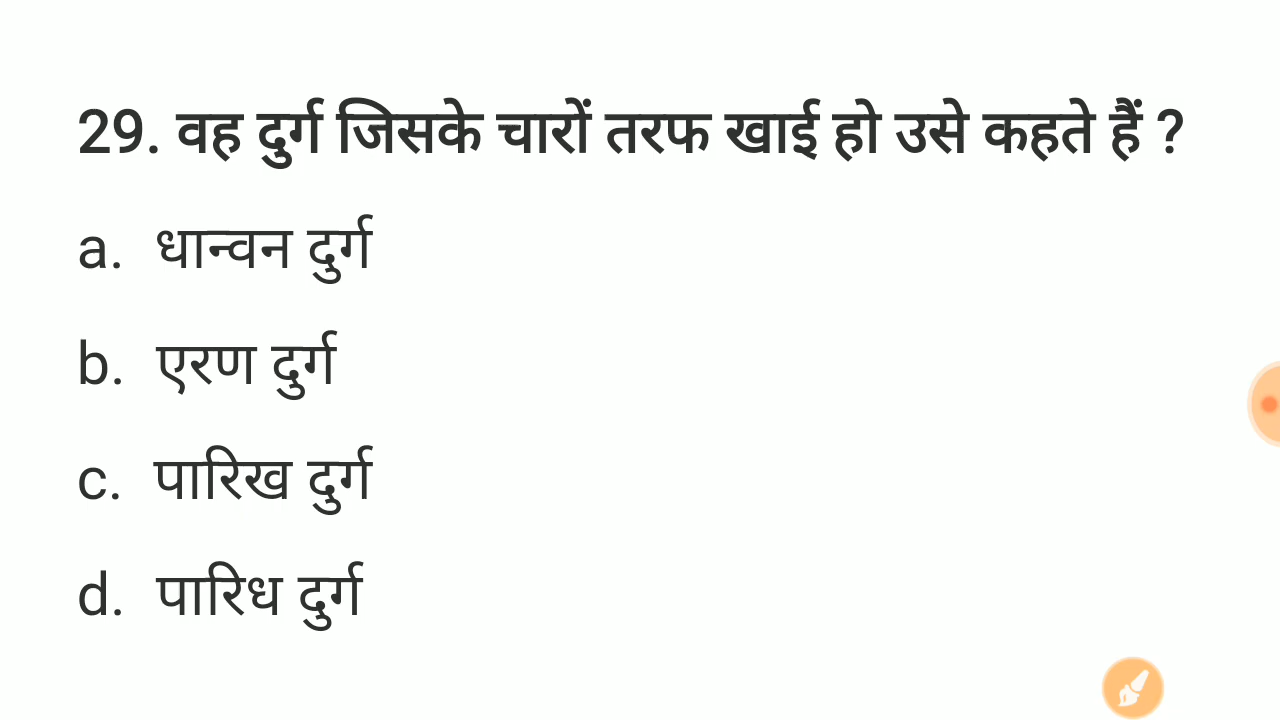 29. वह दुर्ग जिसके चारों तरफ खाई हो उसे कहते हैं ?
a. धान्वन दुर्ग
b. एरण दुर्ग
c. पारिख दुर्ग
d. पारिध दुर्ग